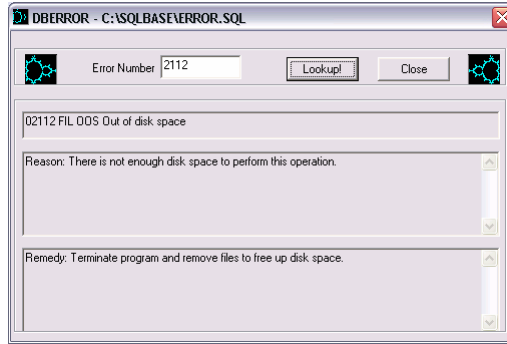 DBERROR - C:\SQLBASE\ERROR.SQL
Error Number 2112 Lookup! Close
02112 FIL OOS Out of disk space
Reason: There is not enough disk space to perform this operation.
Remedy: Terminate program and remove files to free up disk space.